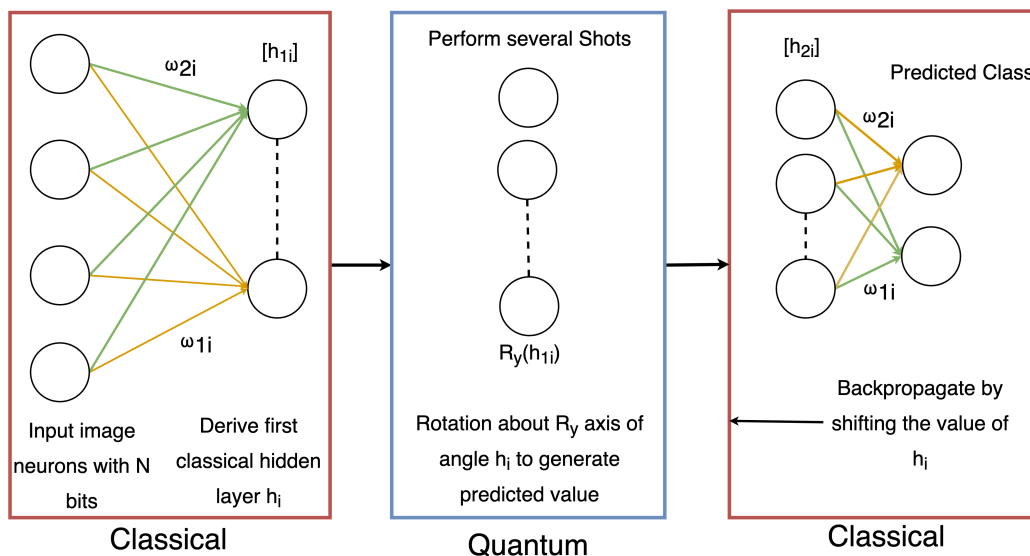 [h1i]
ω2i
ω1i
Input image
neurons with N
bits
Derive first
classical hidden
layer hi
Classical
Perform several Shots
Ry(h1i)
Rotation about Ry axis of
angle hi to generate
predicted value
Quantum
[h2i]
Predicted Class
ω2i
ω1i
Backpropagate by
shifting the value of
hi
Classical